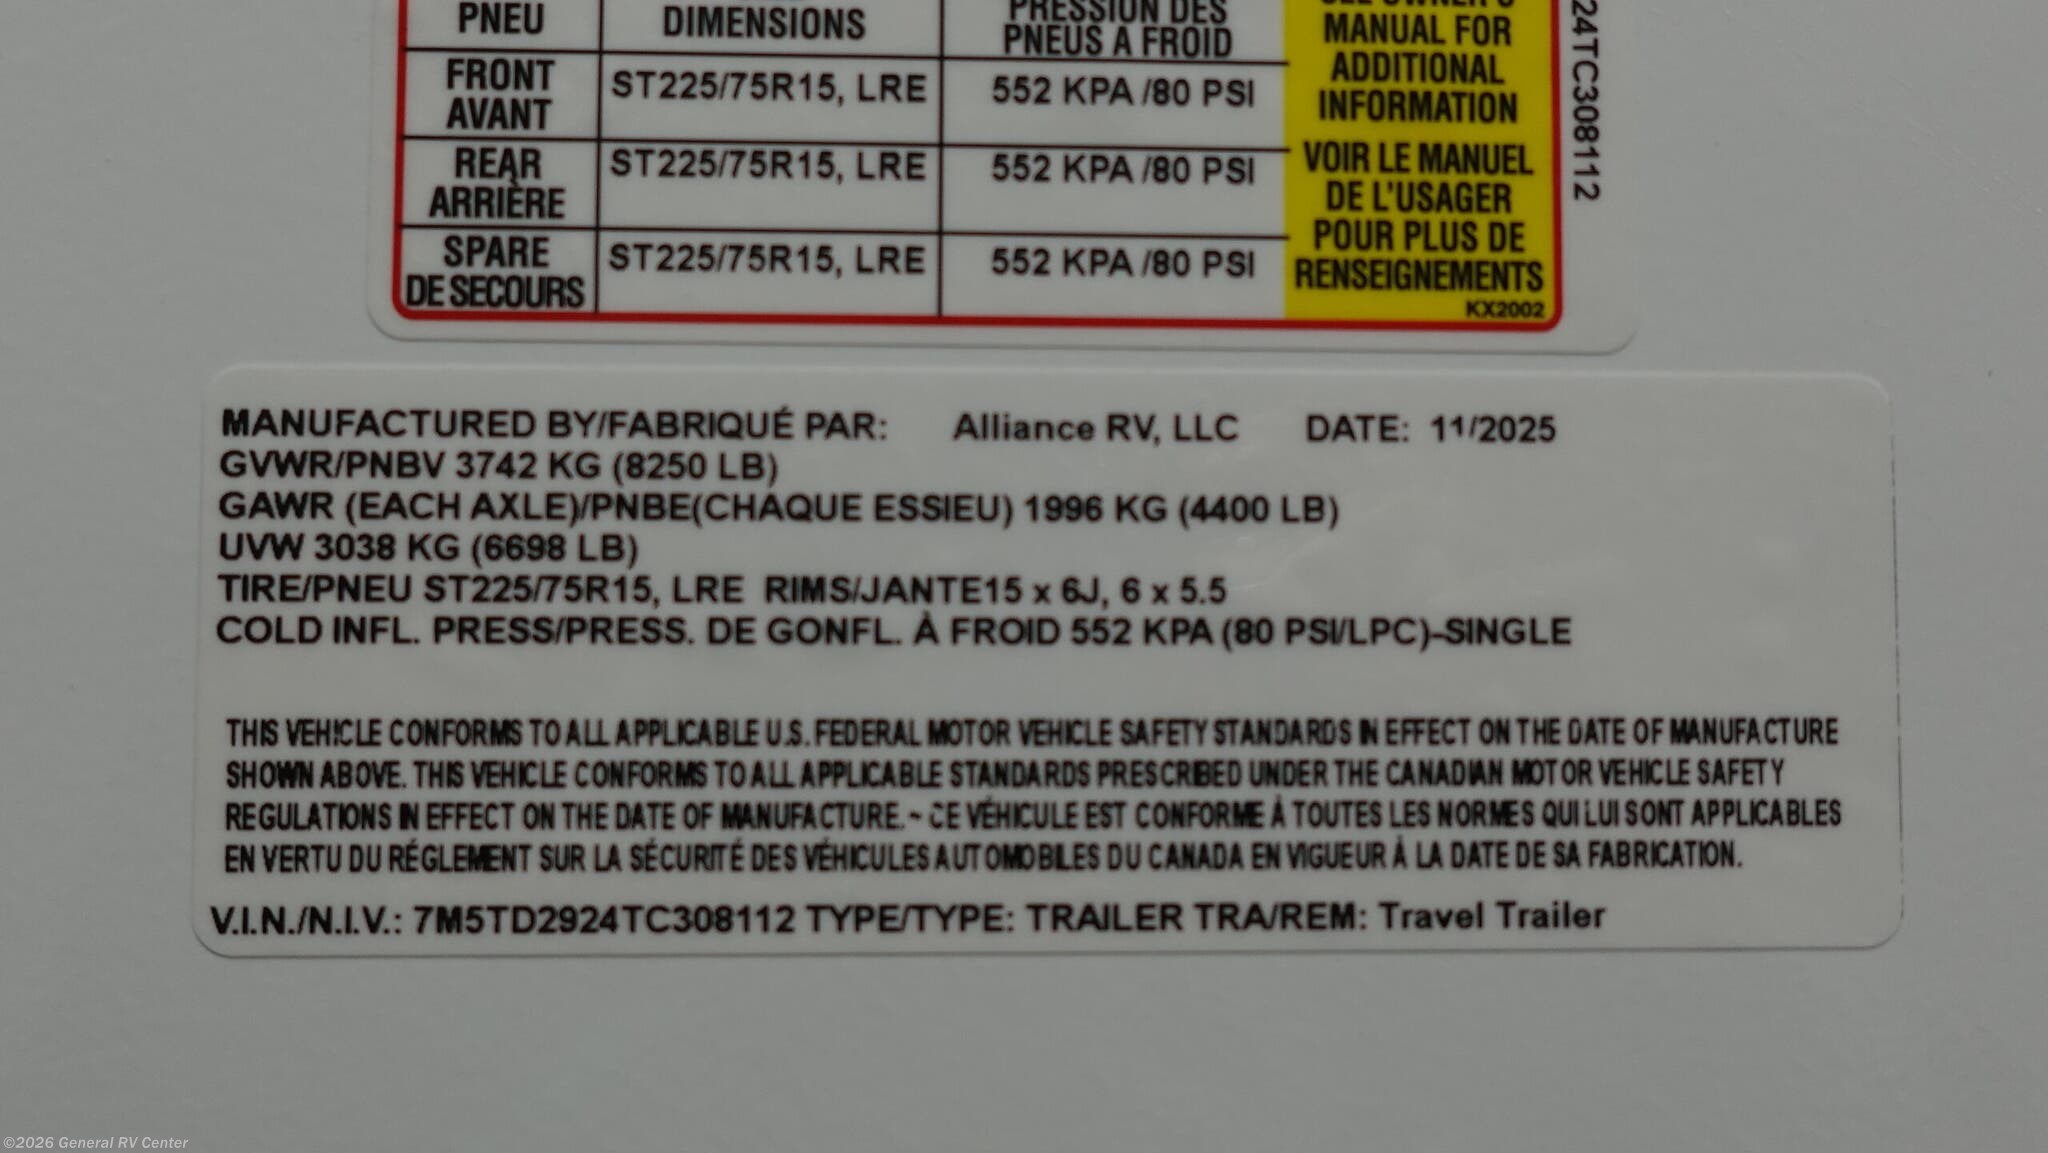 PNEU DIMENSIONS PRESSION DES
PNEUS A FROID
FRONT
AVANT
ST225/75R15, LRE 552 KPA /80 PSI
REAR
ARRIÈRE
ST225/75R15, LRE 552 KPA /80 PSI
SPARE
DE SECOURS
ST225/75R15, LRE 552 KPA /80 PSI
SEE OWNER'S
MANUAL FOR
ADDITIONAL
INFORMATION
VOIR LE MANUEL
DE L'USAGER
POUR PLUS DE
RENSEIGNEMENTS
KX2002
24TC308112
MANUFACTURED BY/FABRIQUÉ PAR: Alliance RV, LLC DATE: 11/2025
GVWR/PNBV 3742 KG (8250 LB)
GAWR (EACH AXLE)/PNBE(CHAQUE ESSIEU) 1996 KG (4400 LB)
UVW 3038 KG (6698 LB)
TIRE/PNEU ST225/75R15, LRE RIMS/JANTE15 x 6J, 6 x 5.5
COLD INFL. PRESS/PRESS. DE GONFL. À FROID 552 KPA (80 PSI/LPC)-SINGLE
THIS VEHICLE CONFORMS TO ALL APPLICABLE U.S. FEDERAL MOTOR VEHICLE SAFETY STANDARDS IN EFFECT ON THE DATE OF MANUFACTURE
SHOWN ABOVE. THIS VEHICLE CONFORMS TO ALL APPLICABLE STANDARDS PRESCRIBED UNDER THE CANADIAN MOTOR VEHICLE SAFETY
REGULATIONS IN EFFECT ON THE DATE OF MANUFACTURE. ~ CE VÉHICULE EST CONFORME À TOUTES LES NORMES QUI LUI SONT APPLICABLES
EN VERTU DU RÉGLEMENT SUR LA SÉCURITÉ DES VÉHICULES AUTOMOBILES DU CANADA EN VIGUEUR À LA DATE DE SA FABRICATION.
V.I.N./N.I.V.: 7M5TD2924TC308112 TYPE/TYPE: TRAILER TRA/REM: Travel Trailer
©2026 General RV Center